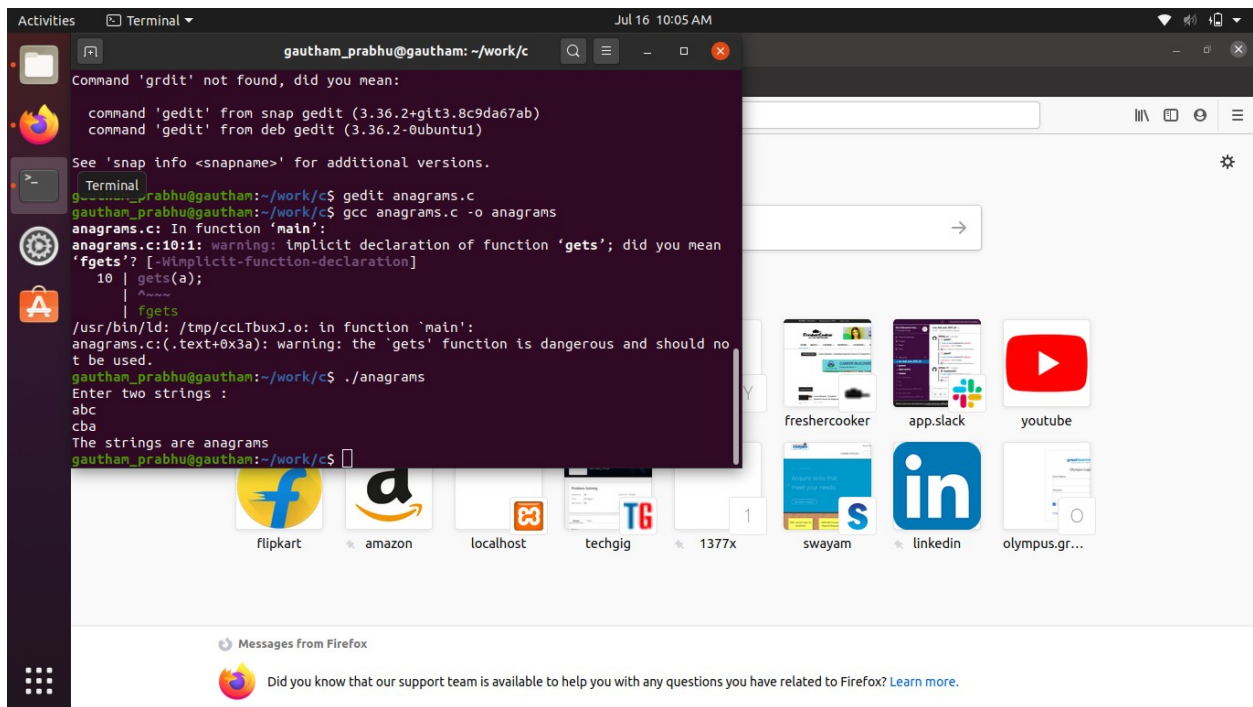 Activities
Terminal
Jul 16 10:05 AM
gautham_prabhu@gautham: ~/work/c
Command 'grdit' not found, did you mean:
command 'gedit' from snap gedit (3.36.2+git3.8c9da67ab)
command 'gedit' from deb gedit (3.36.2-0ubuntu1)
See 'snap info <snapname>' for additional versions.
Terminal
gautham_prabhu@gautham:~/work/c$ gedit anagrams.c
gautham_prabhu@gautham:~/work/c$ gcc anagrams.c -o anagrams
anagrams.c: In function ‘main’:
anagrams.c:10:1: warning: implicit declaration of function ‘gets’; did you mean
‘fgets’? [-Wimplicit-function-declaration]
10 | gets(a);
| ^~~~
| fgets
/usr/bin/ld: /tmp/ccLTbuxJ.o: in function `main':
anagrams.c:(.text+0x3a): warning: the `gets' function is dangerous and should no
t be used.
gautham_prabhu@gautham:~/work/c$ ./anagrams
Enter two strings :
abc
cba
The strings are anagrams
gautham_prabhu@gautham:~/work/c$
Y
freshercooker
app.slack
youtube
TG
1
S
in
O
flipkart
amazon
localhost
techgig
1377x
swayam
linkedin
olympus.gr...
Messages from Firefox
Did you know that our support team is available to help you with any questions you have related to Firefox? Learn more.